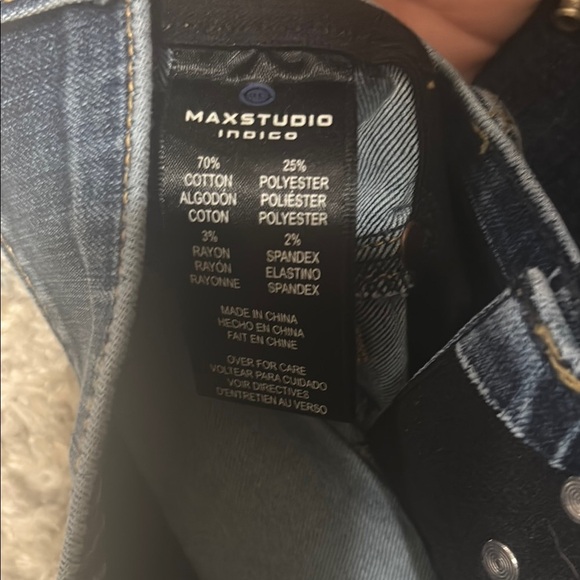 MAXSTUDIO
INDIGO
70% 25%
COTTON POLYESTER
ALGODÓN POLIÉSTER
COTON POLYESTER
3% 2%
RAYON SPANDEX
RAYÓN ELASTINO
RAYONNE SPANDEX
MADE IN CHINA
HECHO EN CHINA
FAIT EN CHINE
OVER FOR CARE
VOLTEAR PARA CUIDADO
VOIR DIRECTIVES
D'ENTRETIEN AU VERSO